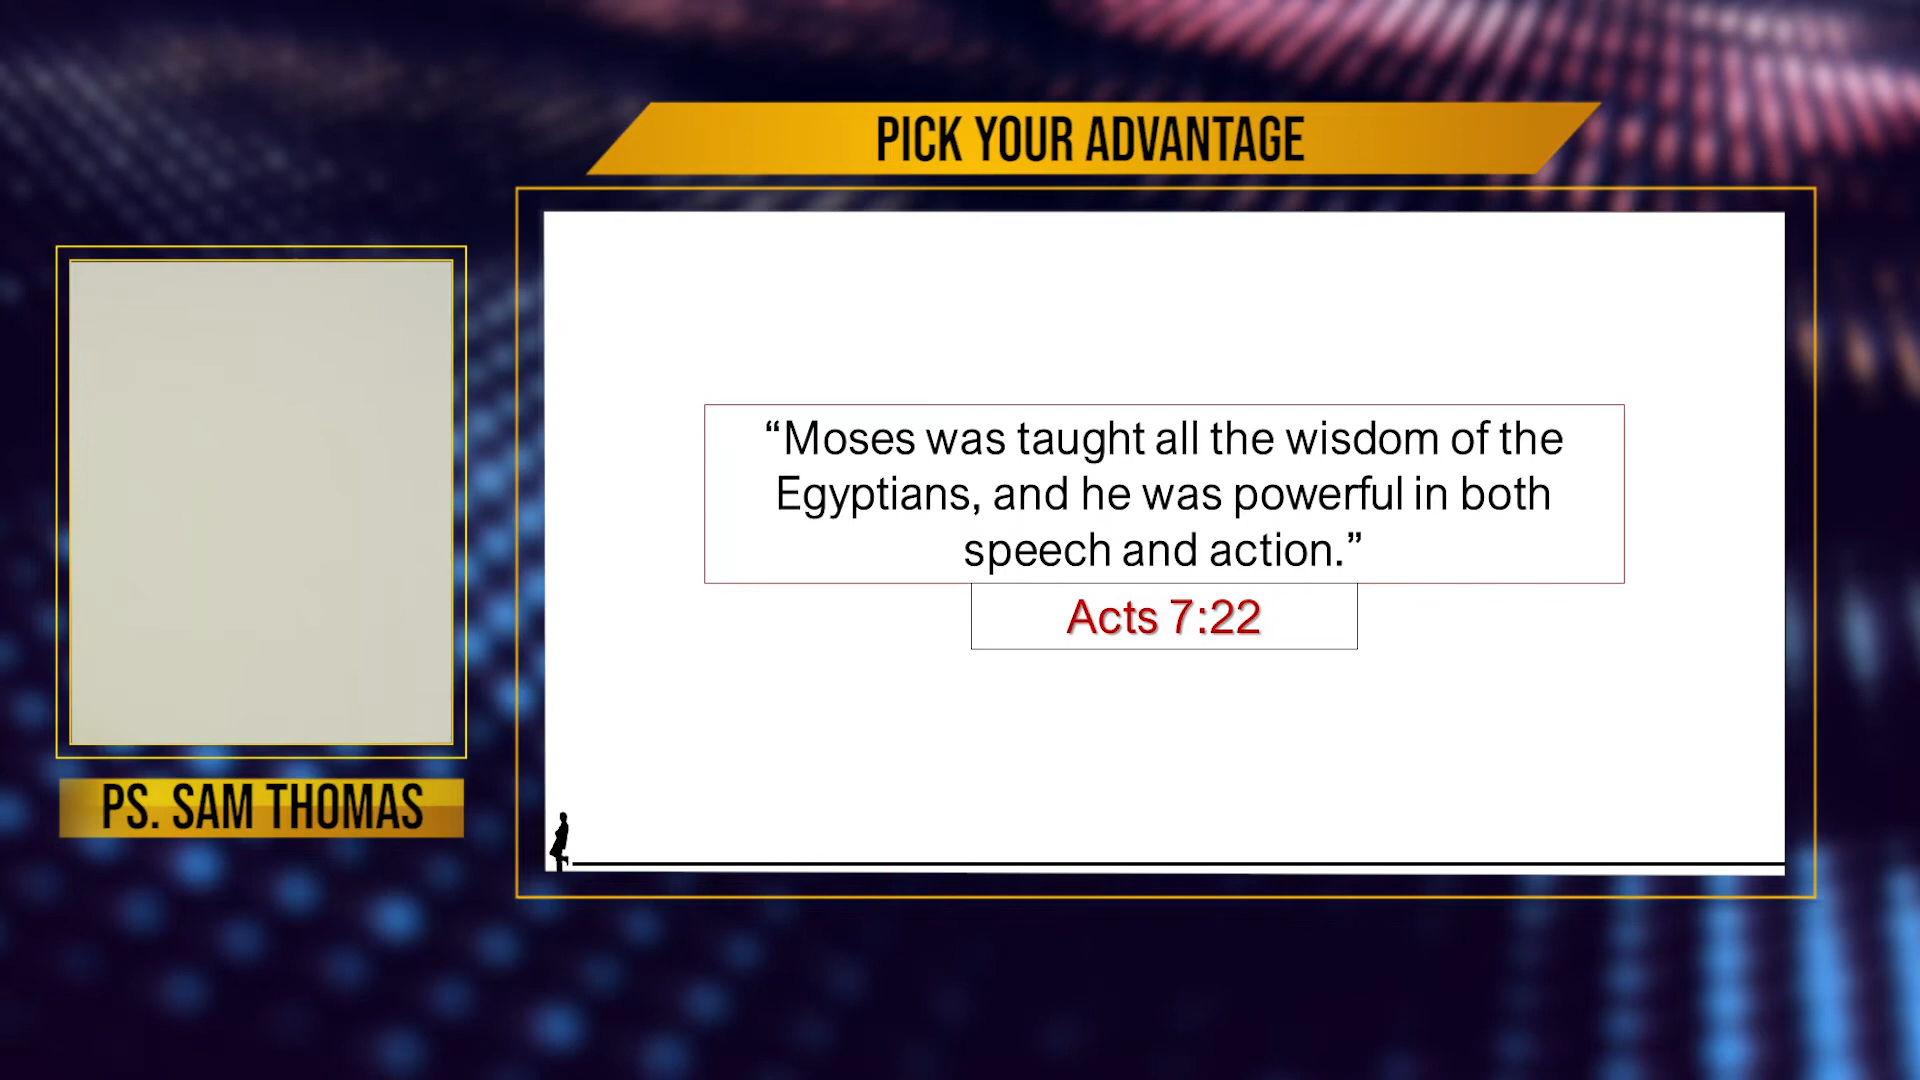 PICK YOUR ADVANTAGE
“Moses was taught all the wisdom of the
Egyptians, and he was powerful in both
speech and action.”
Acts 7:22
PS. SAM THOMAS